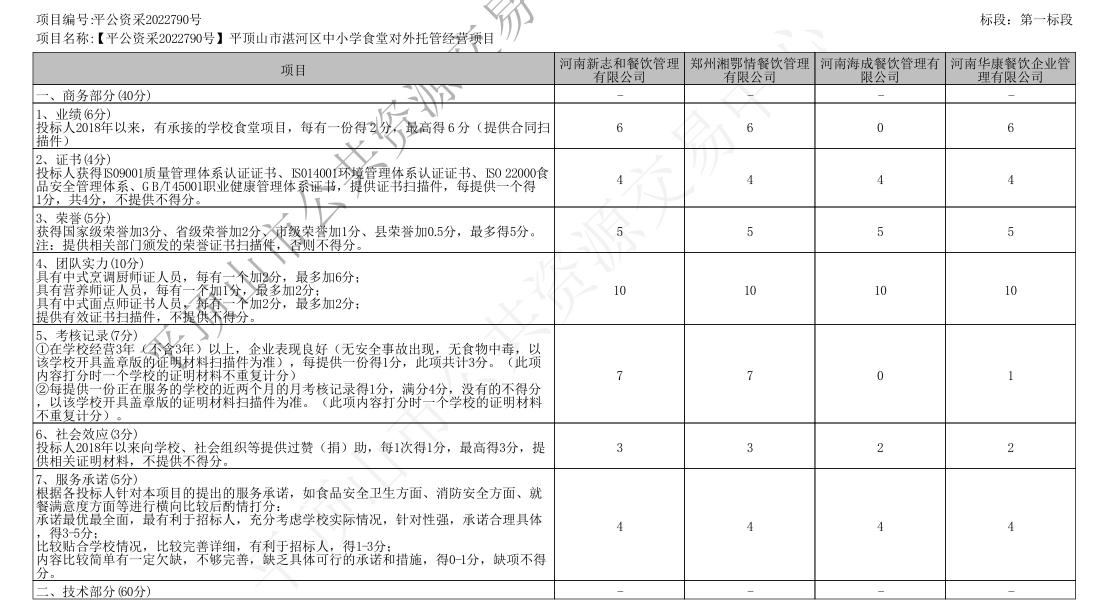 项目编号:平公资采2022790号
标段: 第一标段
项目名称:【平公资采2022790号】平顶山市湛河区中小学食堂对外托管经营项目
项目
河南新志和餐饮管理
有限公司
郑州湘鄂情餐饮管理
有限公司
河南海成餐饮管理有
限公司
河南华康餐饮企业管
理有限公司
一、商务部分(40分)
–
–
–
–
1、业绩(6分)
投标人2018年以来，有承接的学校食堂项目，每有一份得 2 分，最高得 6 分（提供合同扫
描件）
6
6
0
6
2、证书(4分)
投标人获得ISO9001质量管理体系认证证书、ISO14001环境管理体系认证证书、ISO 22000食
品安全管理体系、G B/T 45001职业健康管理体系证书，提供证书扫描件，每提供一个得
1分，共4分，不提供不得分。
4
4
4
4
3、荣誉(5分)
获得国家级荣誉加3分、省级荣誉加2分、市级荣誉加1分、县荣誉加0.5分，最多得5分。
注：提供相关部门颁发的荣誉证书扫描件，否则不得分。
5
5
5
5
4、团队实力(10分)
具有中式烹调厨师证人员，每有一个加2分，最多加6分；
具有营养师证人员，每有一个加1分，最多加2分；
具有中式面点师证书人员，每有一个加2分，最多加2分；
提供有效证书扫描件，不提供不得分。
10
10
10
10
5、考核记录(7分)
①在学校经营3年（不含3年）以上，企业表现良好（无安全事故出现，无食物中毒，以
该学校开具盖章版的证明材料扫描件为准），每提供一份得1分，此项共计3分。（此项
内容打分时一个学校的证明材料不重复计分）
②每提供一份正在服务的学校的近两个月的月考核记录得1分，满分4分，没有的不得分
，以该学校开具盖章版的证明材料扫描件为准。（此项内容打分时一个学校的证明材料
不重复计分）。
7
7
0
1
6、社会效应(3分)
投标人2018年以来向学校、社会组织等提供过赞（捐）助，每1次得1分，最高得3分，提
供相关证明材料，不提供不得分。
3
3
2
2
7、服务承诺(5分)
根据各投标人针对本项目的提出的服务承诺，如食品安全卫生方面、消防安全方面、就
餐满意度方面等进行横向比较后酌情打分：
承诺最优最全面，最有利于招标人，充分考虑学校实际情况，针对性强，承诺合理具体
，得3-5分；
比较贴合学校情况，比较完善详细，有利于招标人，得1-3分；
内容比较简单有一定欠缺，不够完善，缺乏具体可行的承诺和措施，得0-1分，缺项不得
分。
4
4
4
4
二、技术部分(60分)
–
–
–
–
平顶山市公共资源
平顶山市公共资源交易中心